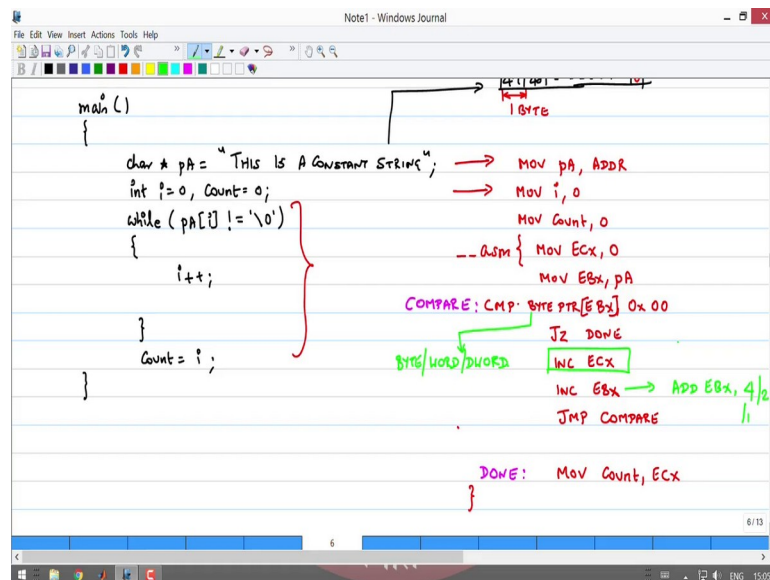 Note1 - Windows Journal
File Edit View Insert Actions Tools Help
B I
1 BYTE
main()
{
char * pA = "THIS IS A CONSTANT STRING"; → MOV pA, ADDR
int i=0, Count=0; → MOV i, 0
while (pA[i] != '\0') MOV Count, 0
{ __asm { MOV ECX, 0
i++; MOV EBX, pA
COMPARE: CMP BYTE PTR[EBX] 0x00
} JZ DONE
Count = i; BYTE/WORD/DWORD INC ECX
} INC EBX → ADD EBX, 4/2
/1
JMP COMPARE
DONE: MOV Count, ECX
}
6/13
6
ENG 15:09